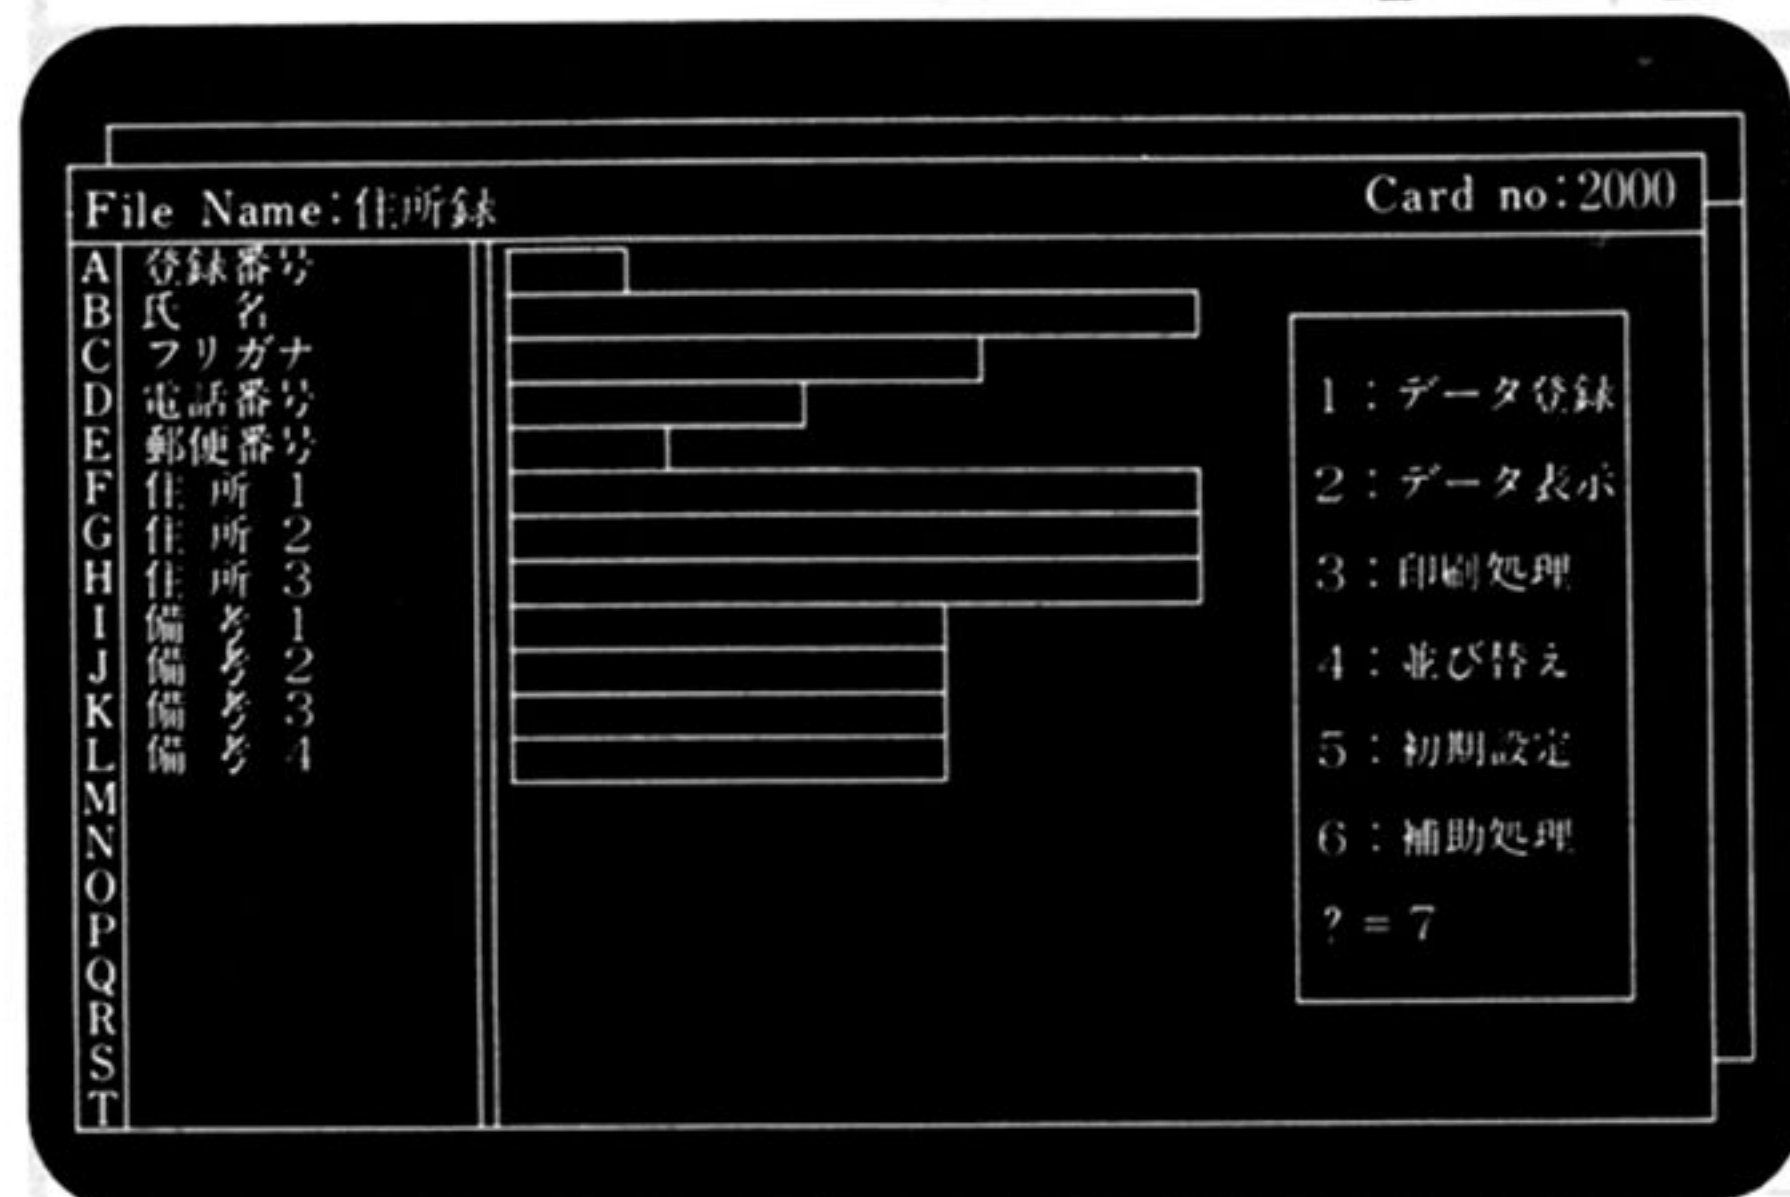 File Name:住所録
Card no:2000
A 登録番号
B 氏 名
C フリガナ
D 電話番号
E 郵便番号
F 住 所 1
G 住 所 2
H 住 所 3
I 備 考 1
J 備 考 2
K 備 考 3
L 備 考 4
M
N
O
P
Q
R
S
T
1：データ登録
2：データ表示
3：印刷処理
4：並び替え
5：初期設定
6：補助処理
? = 7